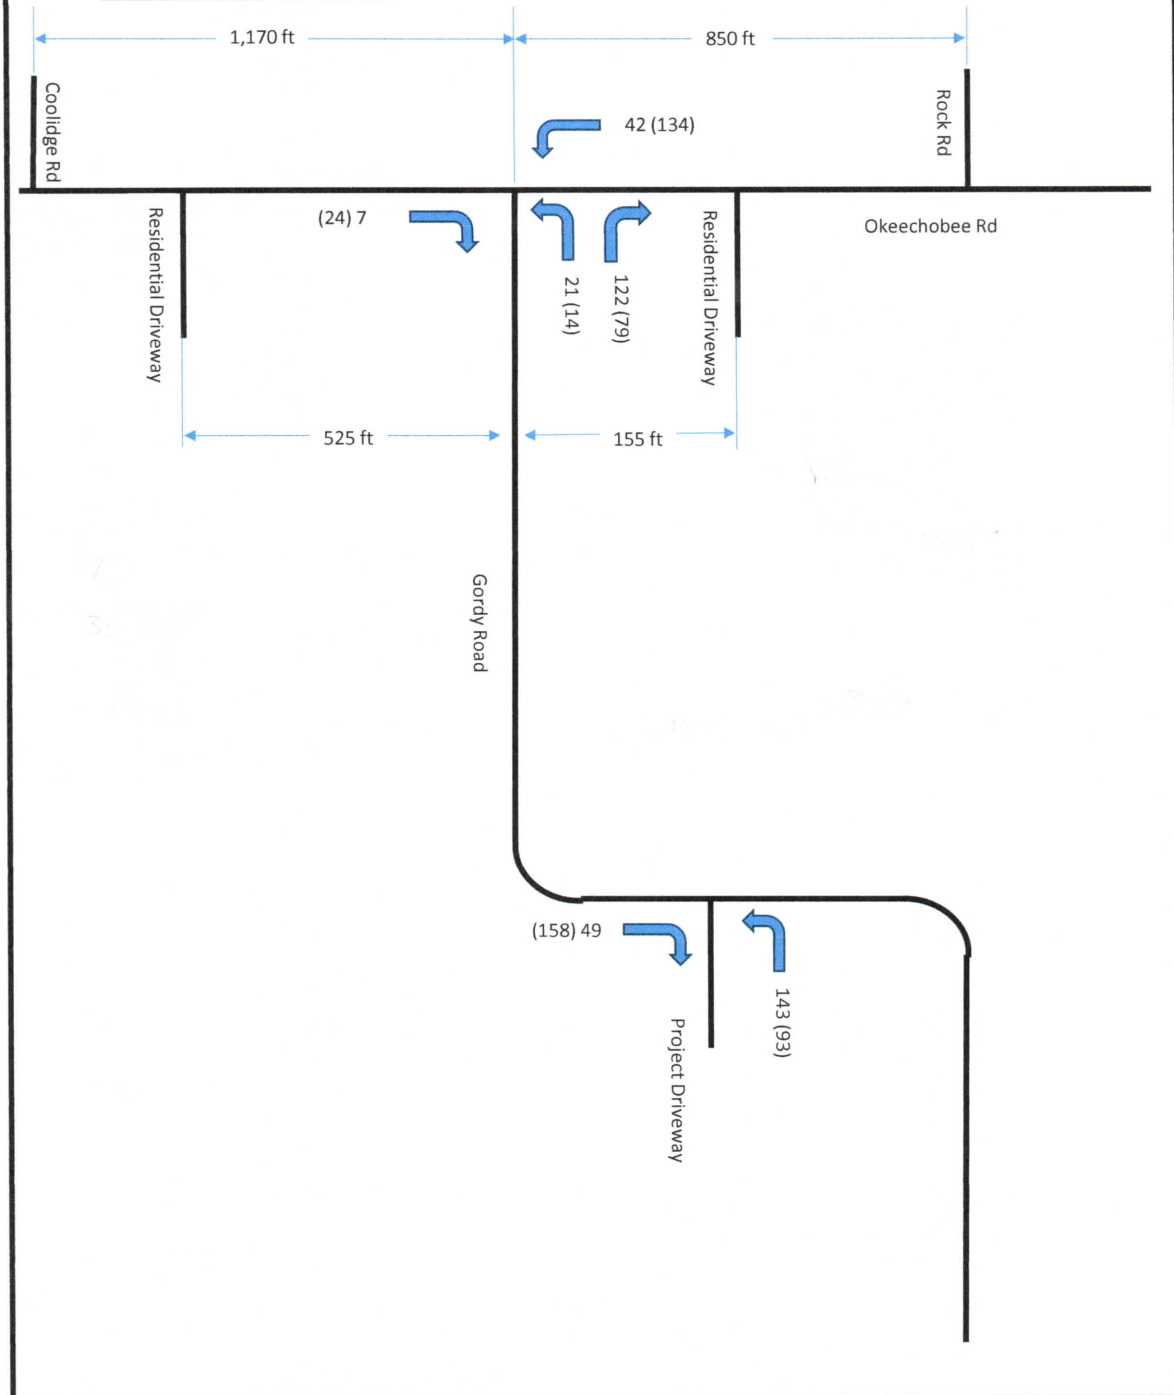 1,170 ft
850 ft
Coolidge Rd
42 (134)
Rock Rd
(24) 7
Okeechobee Rd
Residential Driveway
21 (14)
122 (79)
Residential Driveway
525 ft
155 ft
Gordy Road
(158) 49
143 (93)
Project Driveway